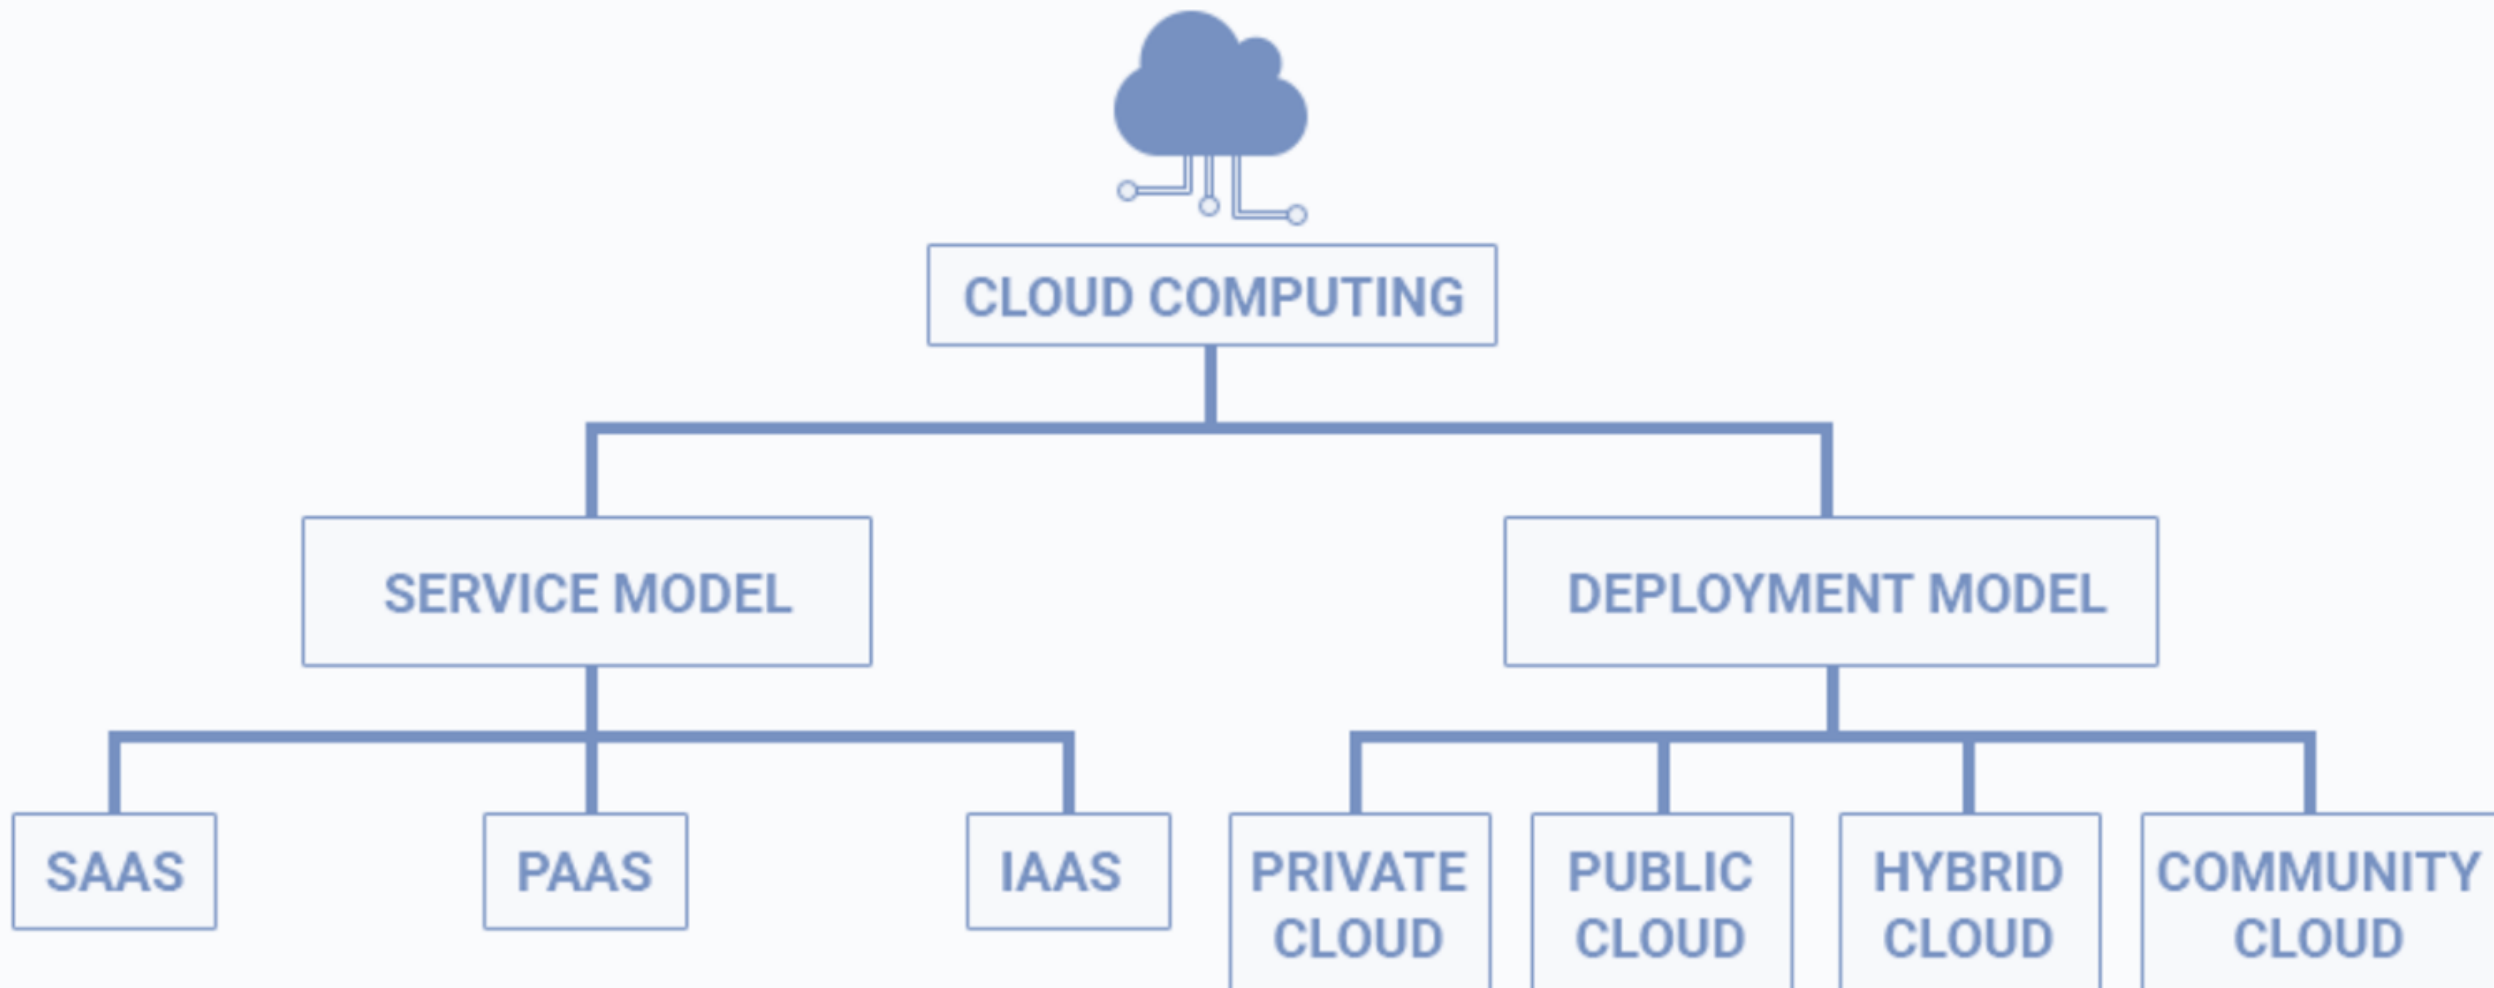 CLOUD COMPUTING
SERVICE MODEL
DEPLOYMENT MODEL
SAAS
PAAS
IAAS
PRIVATE
CLOUD
PUBLIC
CLOUD
HYBRID
CLOUD
COMMUNITY
CLOUD